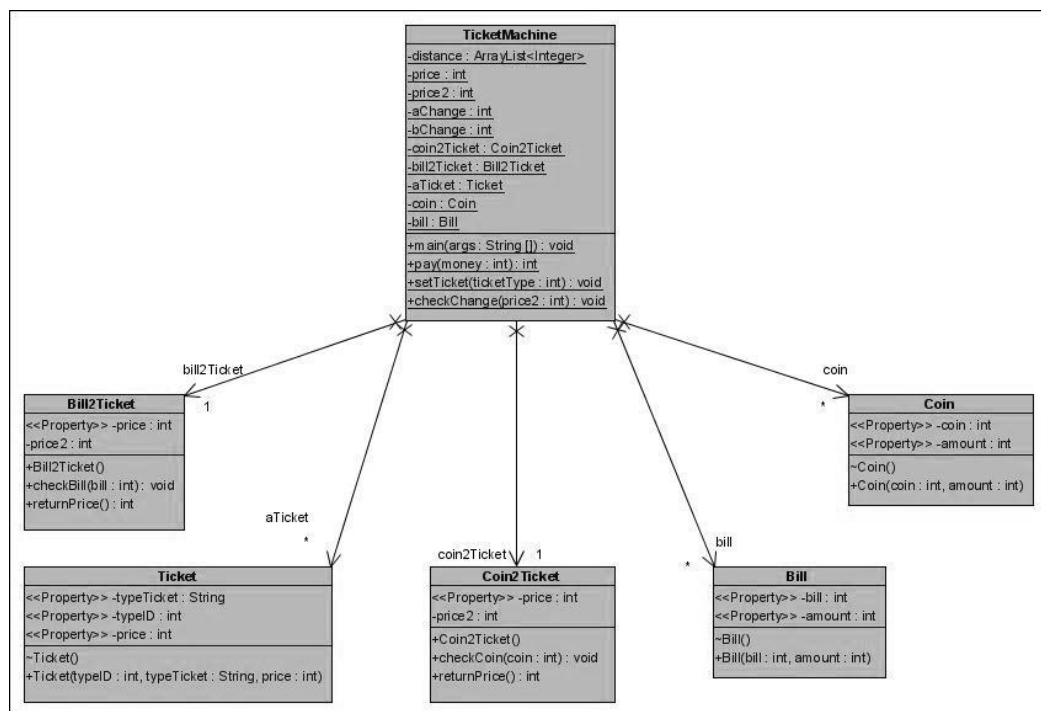 TicketMachine
-distance : ArrayList<Integer>
-price : int
-price2 : int
-aChange : int
-bChange : int
-coin2Ticket : Coin2Ticket
-bill2Ticket : Bill2Ticket
-aTicket : Ticket
-coin : Coin
-bill : Bill
+main(args : String []) : void
+pay(money : int) : int
+setTicket(ticketType : int) : void
+checkChange(price2 : int) : void
bill2Ticket
1
Bill2Ticket
<<Property>> -price : int
-price2 : int
+Bill2Ticket()
+checkBill(bill : int) : void
+returnPrice() : int
coin
*
Coin
<<Property>> -coin : int
<<Property>> -amount : int
~Coin()
+Coin(coin : int, amount : int)
aTicket
*
Ticket
<<Property>> -typeTicket : String
<<Property>> -typeID : int
<<Property>> -price : int
~Ticket()
+Ticket(typeID : int, typeTicket : String, price : int)
coin2Ticket
1
Coin2Ticket
<<Property>> -price : int
-price2 : int
+Coin2Ticket()
+checkCoin(coin : int) : void
+returnPrice() : int
bill
*
Bill
<<Property>> -bill : int
<<Property>> -amount : int
~Bill()
+Bill(bill : int, amount : int)